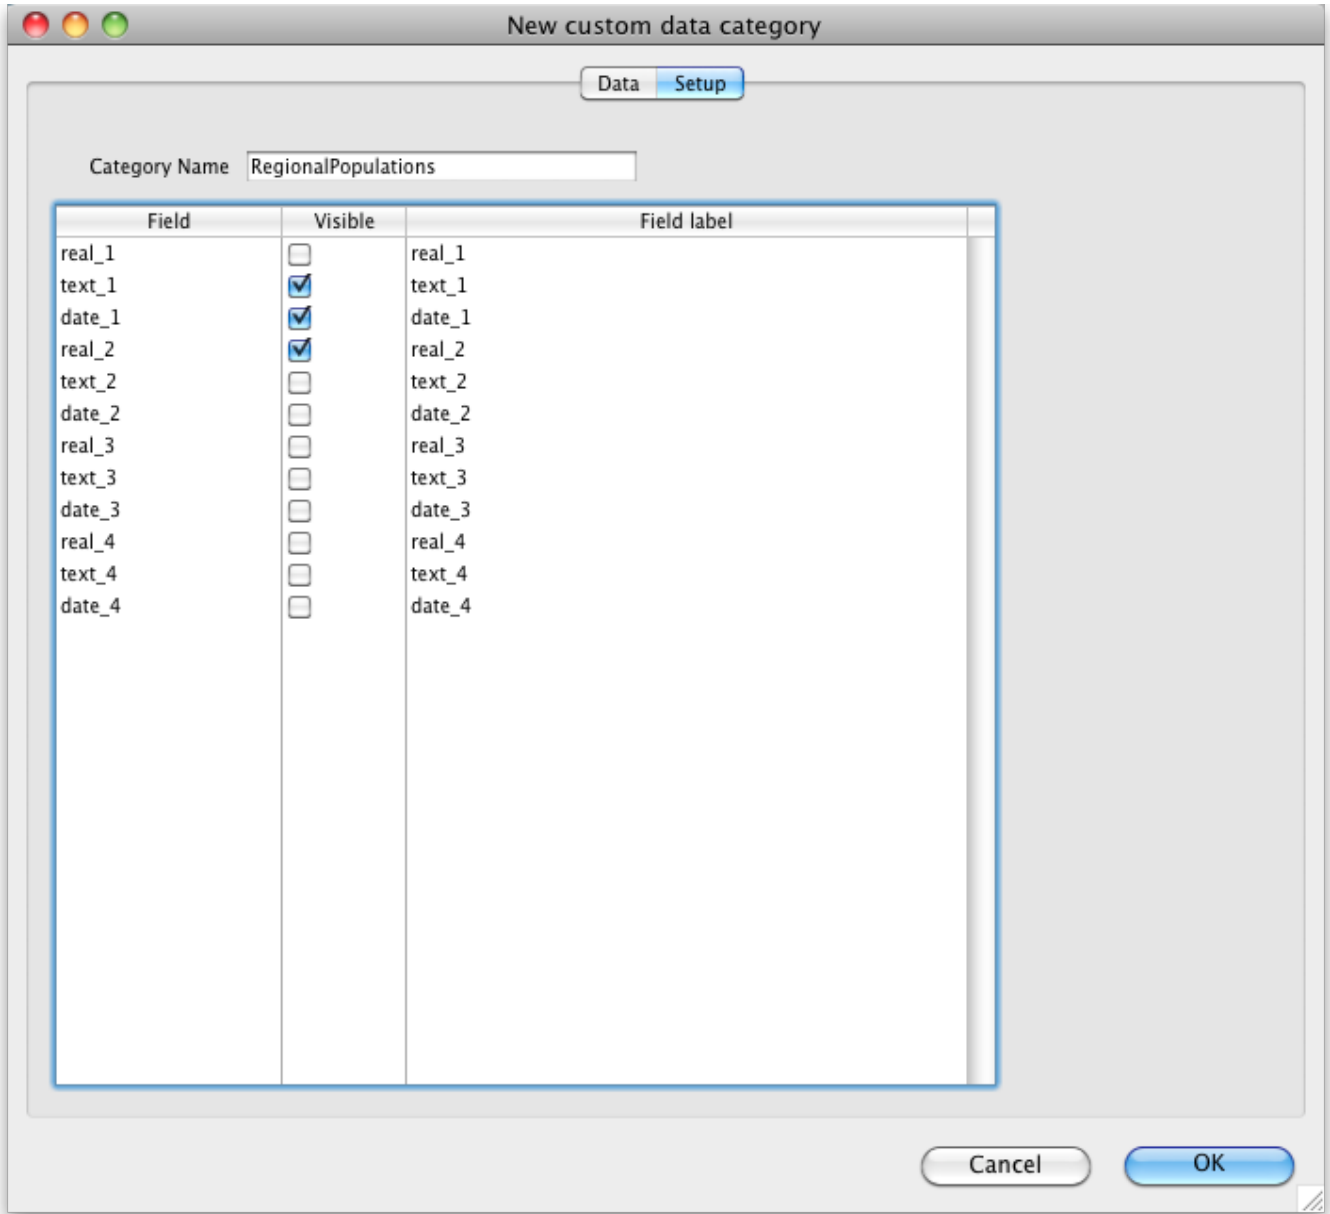 New custom data category
Data Setup
Category Name RegionalPopulations
Field Visible Field label
real_1 real_1
text_1 text_1
date_1 date_1
real_2 real_2
text_2 text_2
date_2 date_2
real_3 real_3
text_3 text_3
date_3 date_3
real_4 real_4
text_4 text_4
date_4 date_4
Cancel OK